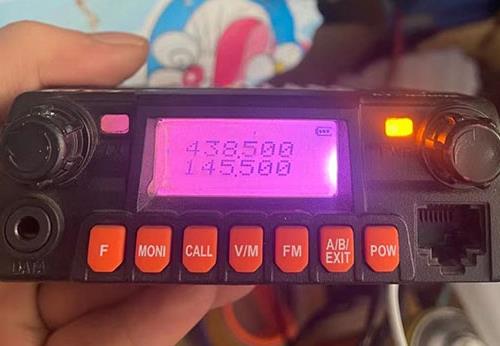 438.500
145.500
F
MONI
CALL
V/M
FM
A/B/
EXIT
POW
DATA